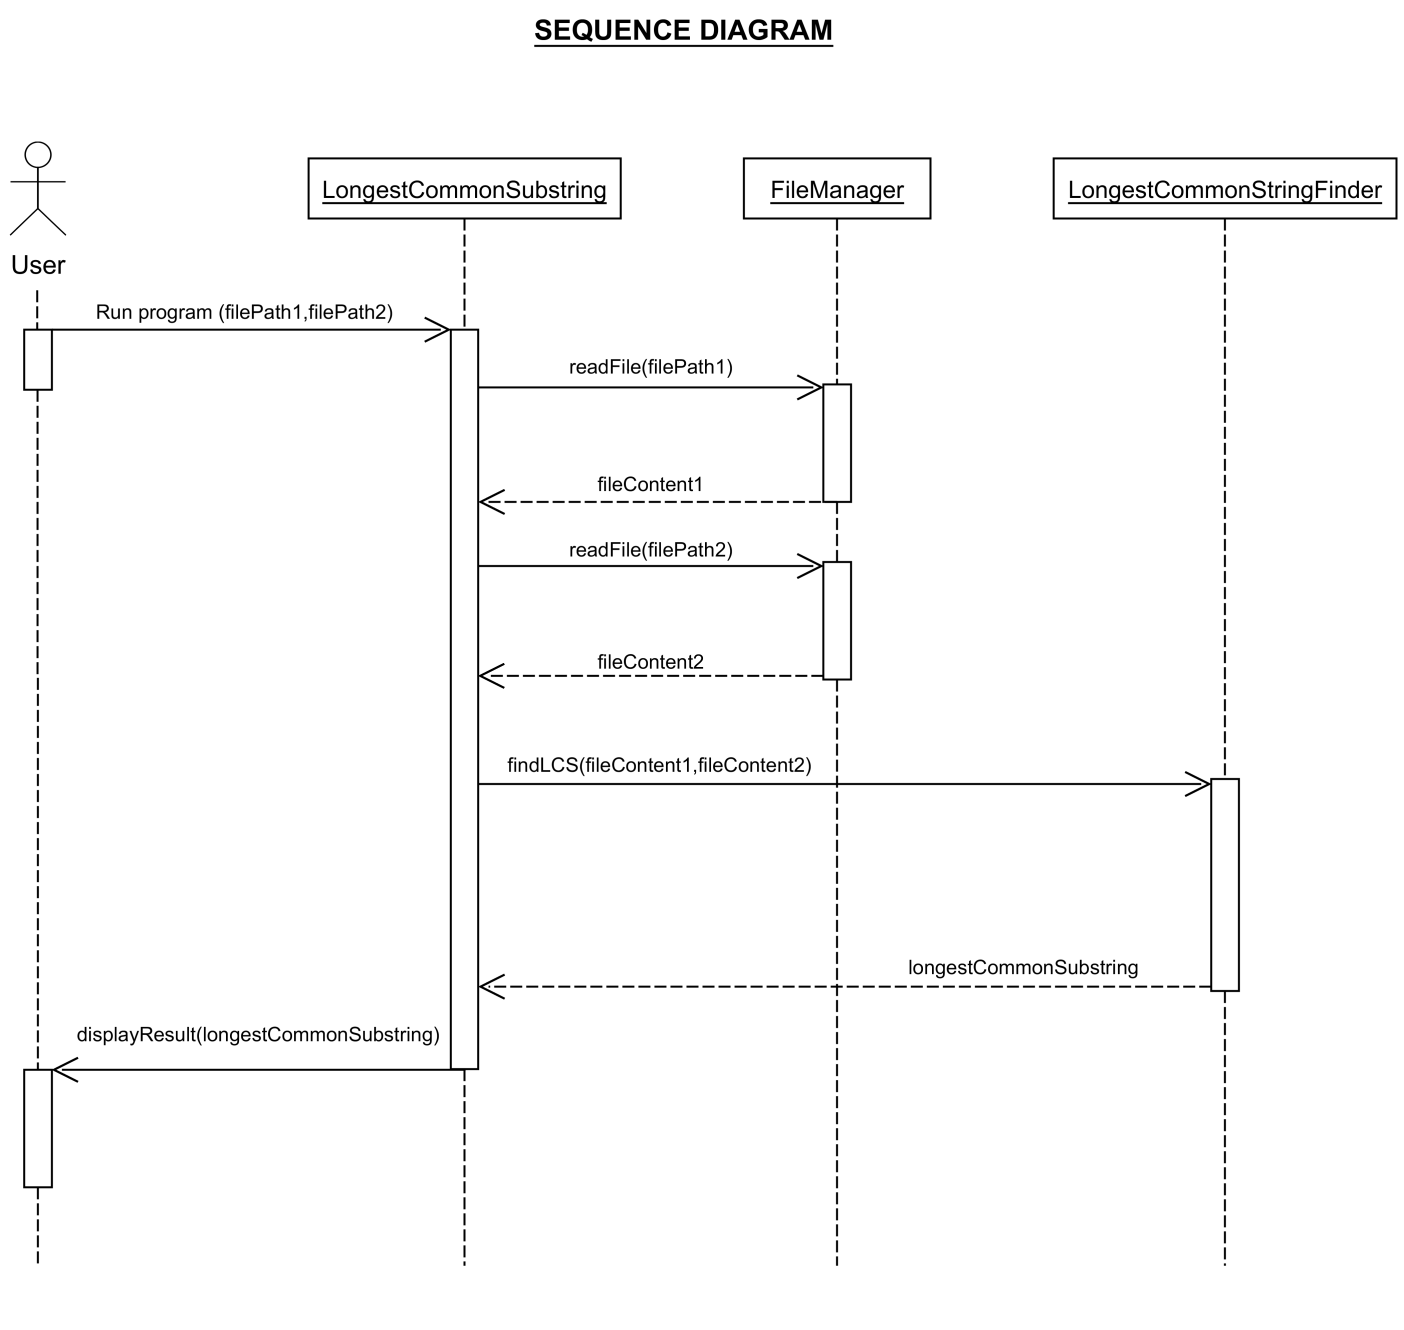 SEQUENCE DIAGRAM
LongestCommonSubstring
FileManager
LongestCommonStringFinder
User
Run program (filePath1,filePath2)
readFile(filePath1)
fileContent1
readFile(filePath2)
fileContent2
findLCS(fileContent1,fileContent2)
longestCommonSubstring
displayResult(longestCommonSubstring)